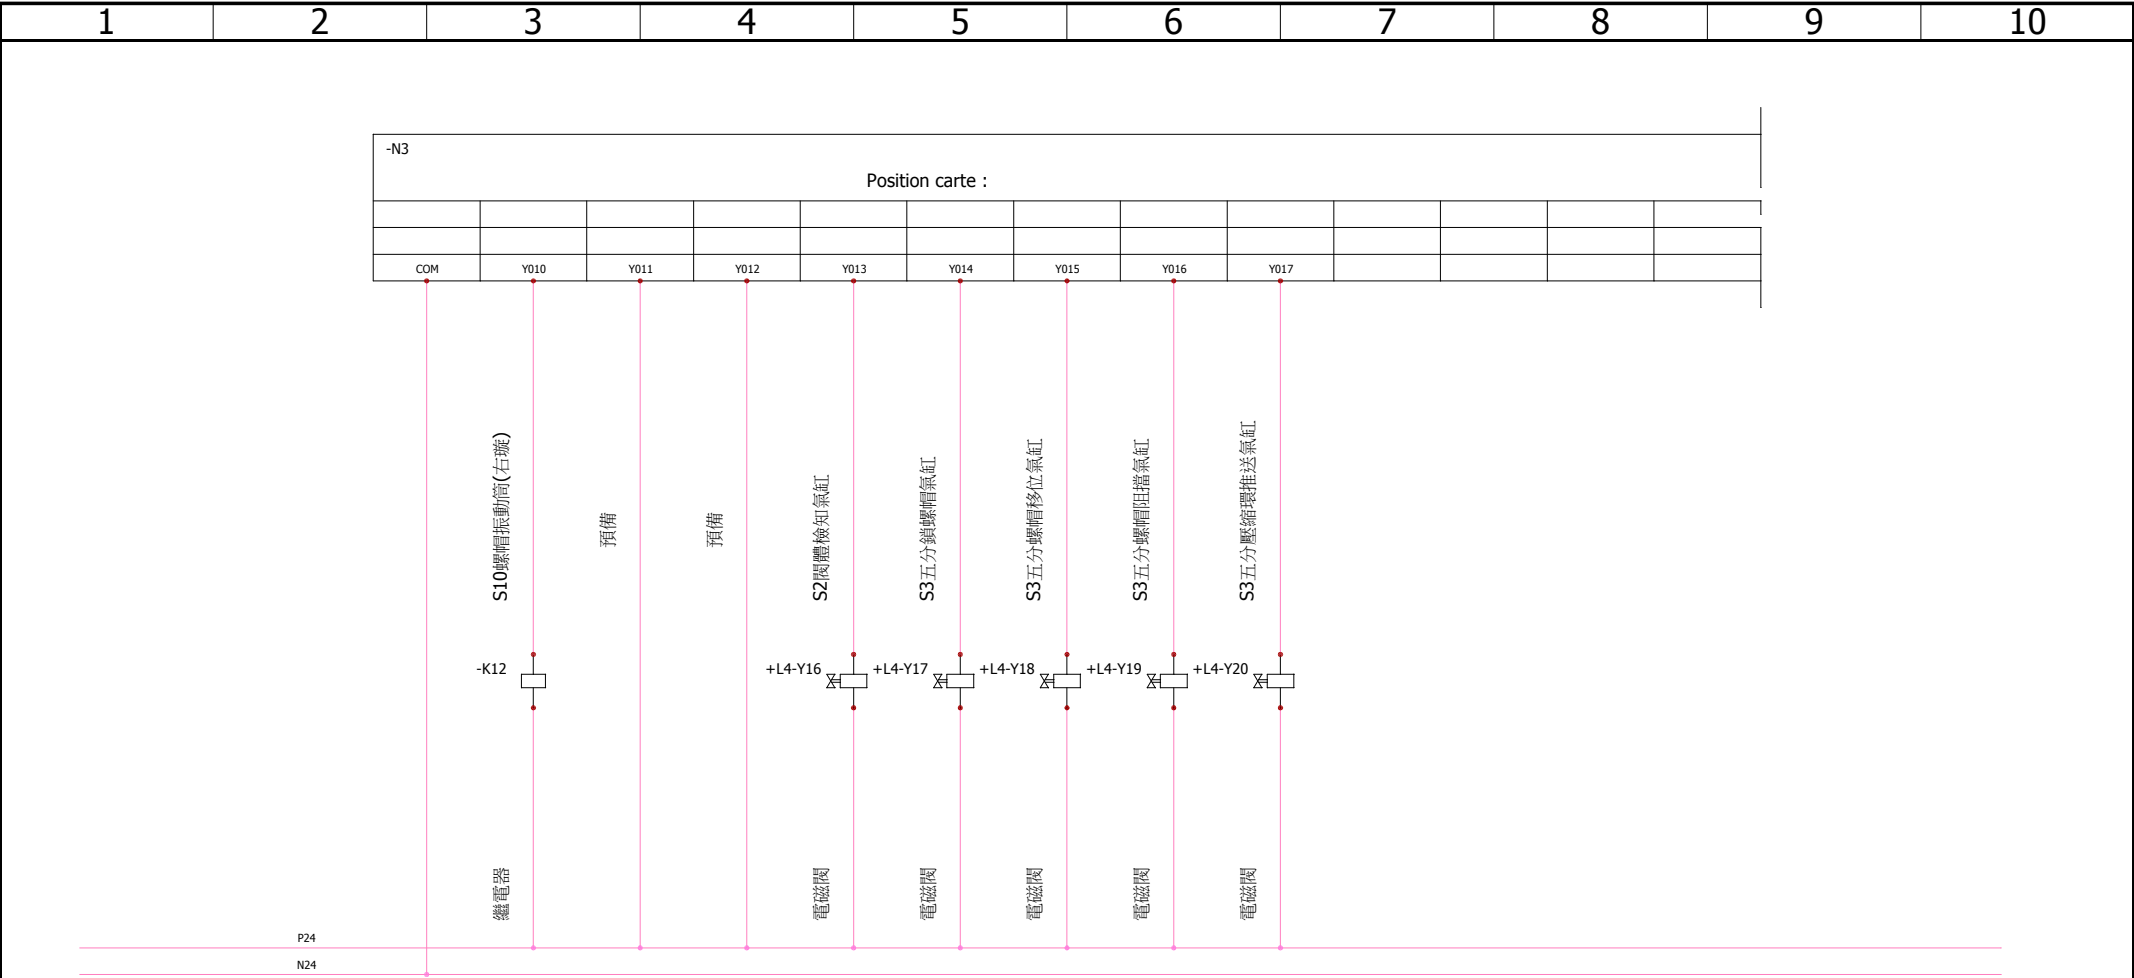 1 2 3 4 5 6 7 8 9 10
-N3
Position carte :
COM Y010 Y011 Y012 Y013 Y014 Y015 Y016 Y017
S10螺帽振動筒(右璇)
預備
預備
S2閥體檢知氣缸
S3五分鎖螺帽氣缸
S3五分螺帽移位氣缸
S3五分螺帽阻擋氣缸
S3五分壓縮環推送氣缸
-K12 +L4-Y16 +L4-Y17 +L4-Y18 +L4-Y19 +L4-Y20
繼電器
電磁閥
電磁閥
電磁閥
電磁閥
電磁閥
P24
N24